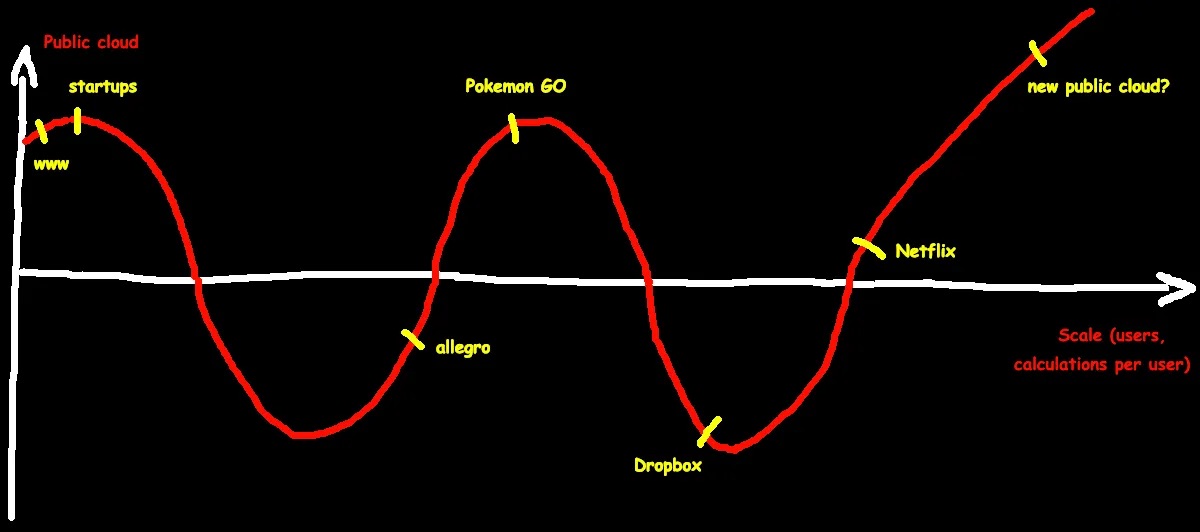 Public cloud
startups
www
Pokemon GO
new public cloud?
Netflix
allegro
Scale (users,
calculations per user)
Dropbox